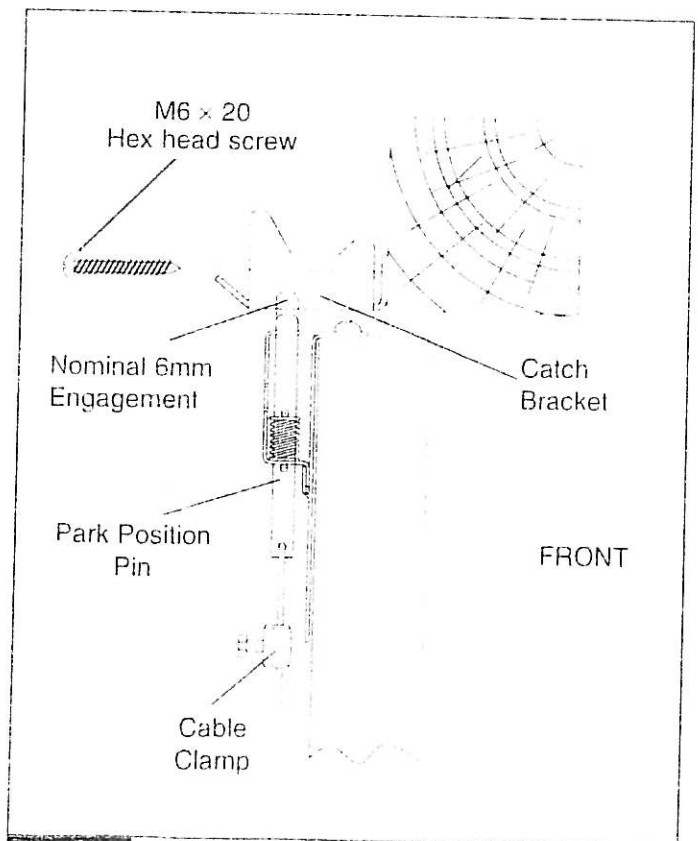 M6 × 20
Hex head screw
Nominal 6mm
Engagement
Catch
Bracket
Park Position
Pin
FRONT
Cable
Clamp